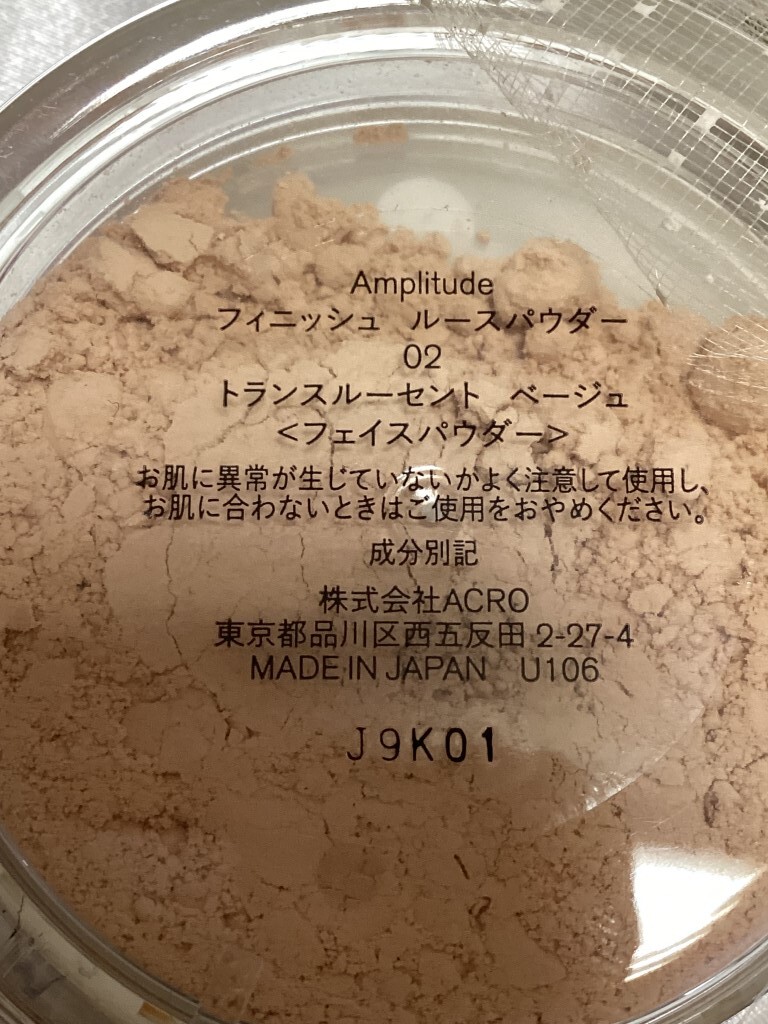 Amplitude
フィニッシュ ルースパウダー
02
トランスルーセント ベージュ
<フェイスパウダー>
お肌に異常が生じていないかよく注意して使用し、
お肌に合わないときはご使用をおやめください。
成分別記
株式会社ACRO
東京都品川区西五反田 2-27-4
MADE IN JAPAN U106
J9K01